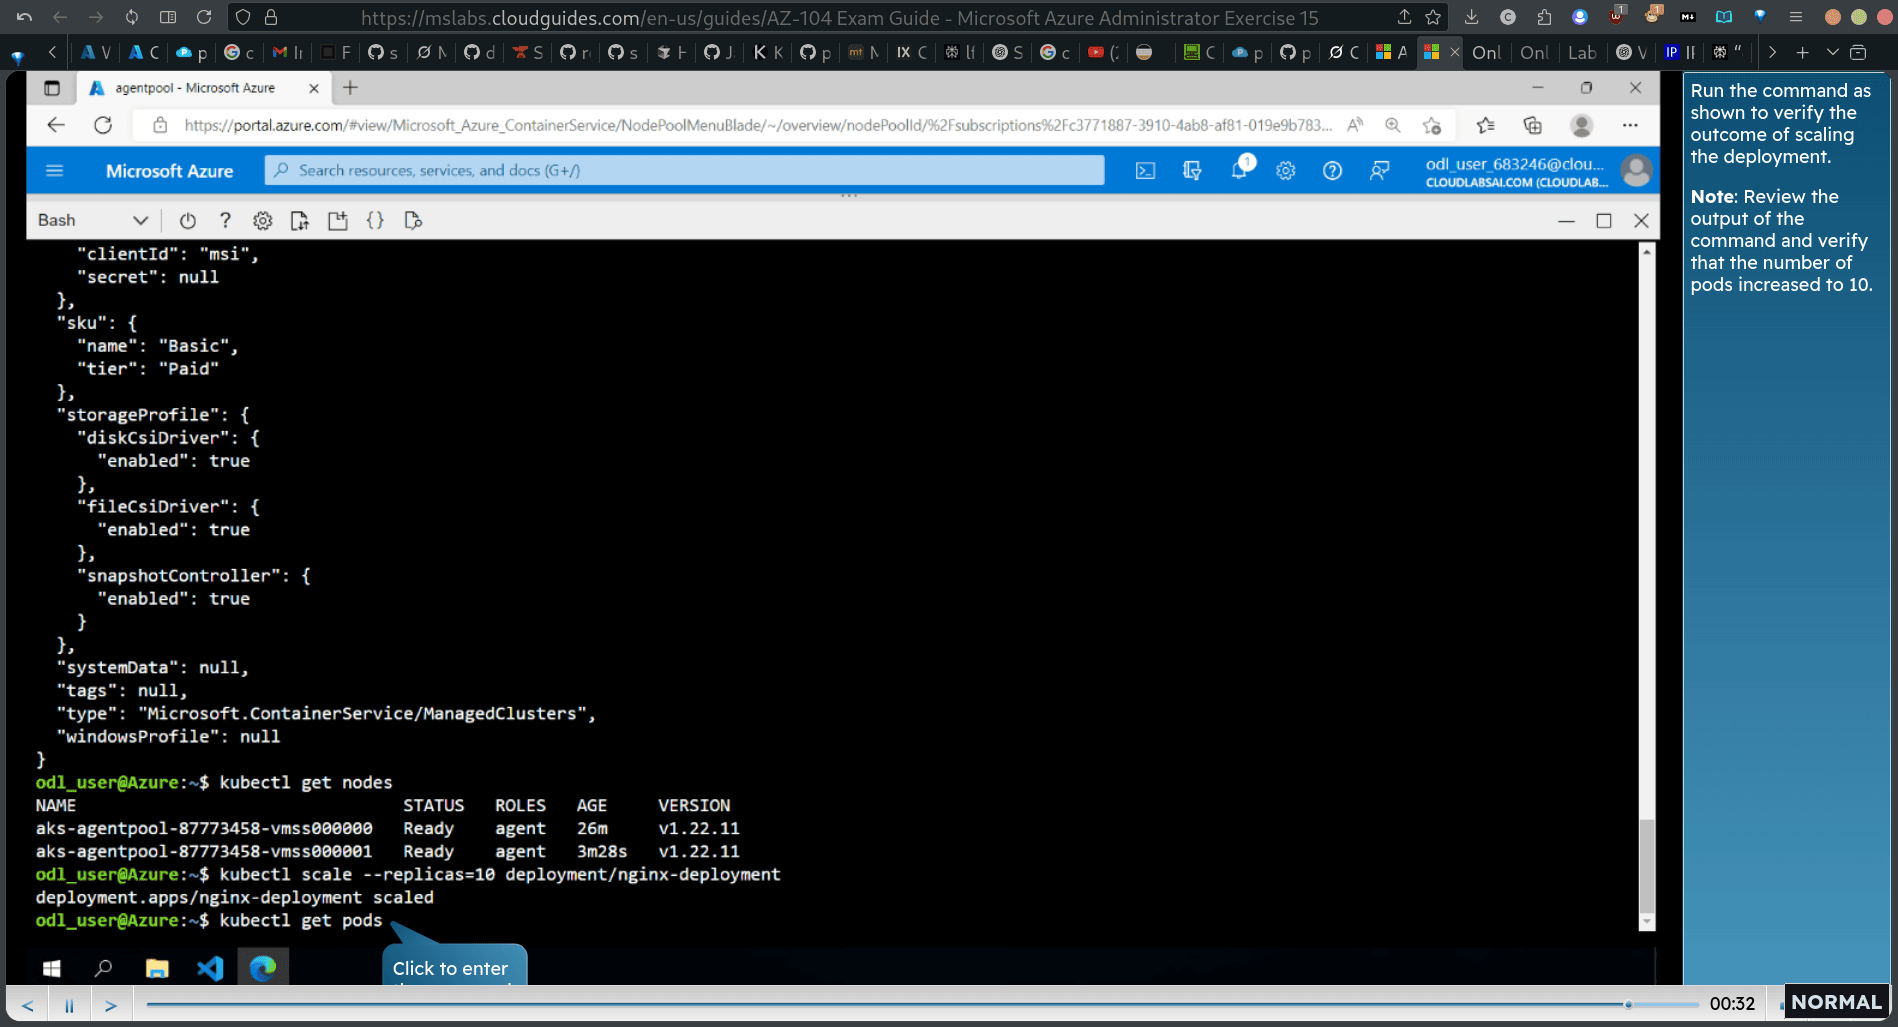 https://mslabs.cloudguides.com/en-us/guides/AZ-104 Exam Guide - Microsoft Azure Administrator Exercise 15
Onl
Onl
Lab
agentpool - Microsoft Azure
https://portal.azure.com/#view/Microsoft_Azure_ContainerService/NodePoolMenuBlade/~/overview/nodePoolId/%2Fsubscriptions%2Fc3771887-3910-4ab8-af81-019e9b783...
Microsoft Azure
Search resources, services, and docs (G+/)
1
odl_user_683246@clou...
CLOUDLABSAI.COM (CLOUDLAB...
Bash
"clientId": "msi",
"secret": null
},
"sku": {
"name": "Basic",
"tier": "Paid"
},
"storageProfile": {
"diskCsiDriver": {
"enabled": true
},
"fileCsiDriver": {
"enabled": true
},
"snapshotController": {
"enabled": true
}
},
"systemData": null,
"tags": null,
"type": "Microsoft.ContainerService/ManagedClusters",
"windowsProfile": null
}
odl_user@Azure:~$ kubectl get nodes
NAME STATUS ROLES AGE VERSION
aks-agentpool-87773458-vmss000000 Ready agent 26m v1.22.11
aks-agentpool-87773458-vmss000001 Ready agent 3m28s v1.22.11
odl_user@Azure:~$ kubectl scale --replicas=10 deployment/nginx-deployment
deployment.apps/nginx-deployment scaled
odl_user@Azure:~$ kubectl get pods
Click to enter
Run the command as
shown to verify the
outcome of scaling
the deployment.
Note: Review the
output of the
command and verify
that the number of
pods increased to 10.
00:32
NORMAL